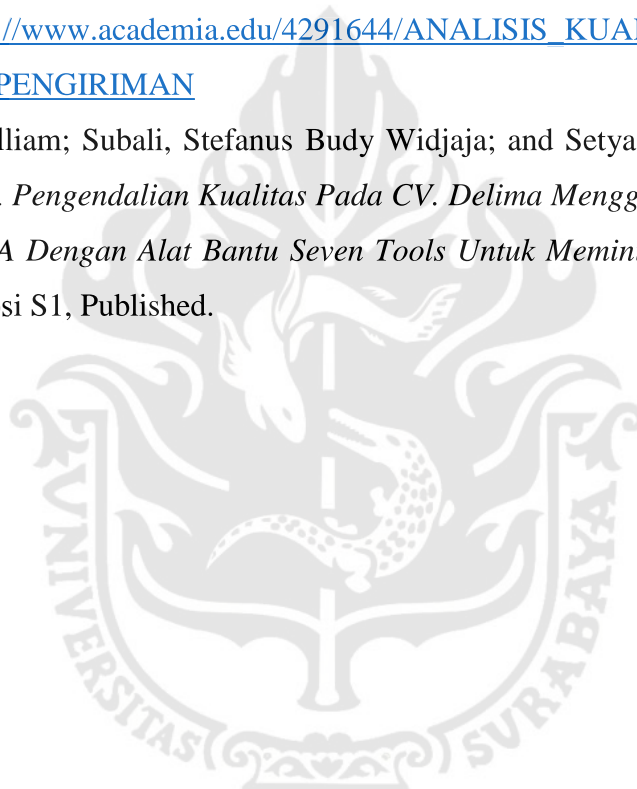 ://www.academia.edu/4291644/ANALISIS_KUAN
PENGIRIMAN
lliam; Subali, Stefanus Budy Widjaja; and Setya
. Pengendalian Kualitas Pada CV. Delima Mengg
A Dengan Alat Bantu Seven Tools Untuk Memin
si S1, Published.
UNIVERSITAS SURABAYA